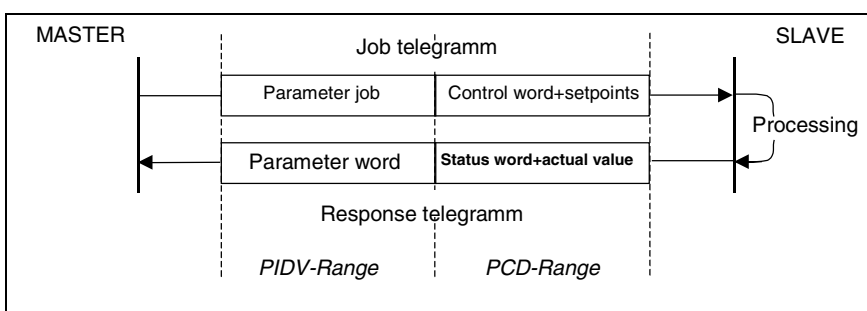 MASTER
Job telegramm
SLAVE
Parameter job
Control word+setpoints
Processing
Parameter word
Status word+actual value
Response telegramm
PIDV-Range
PCD-Range